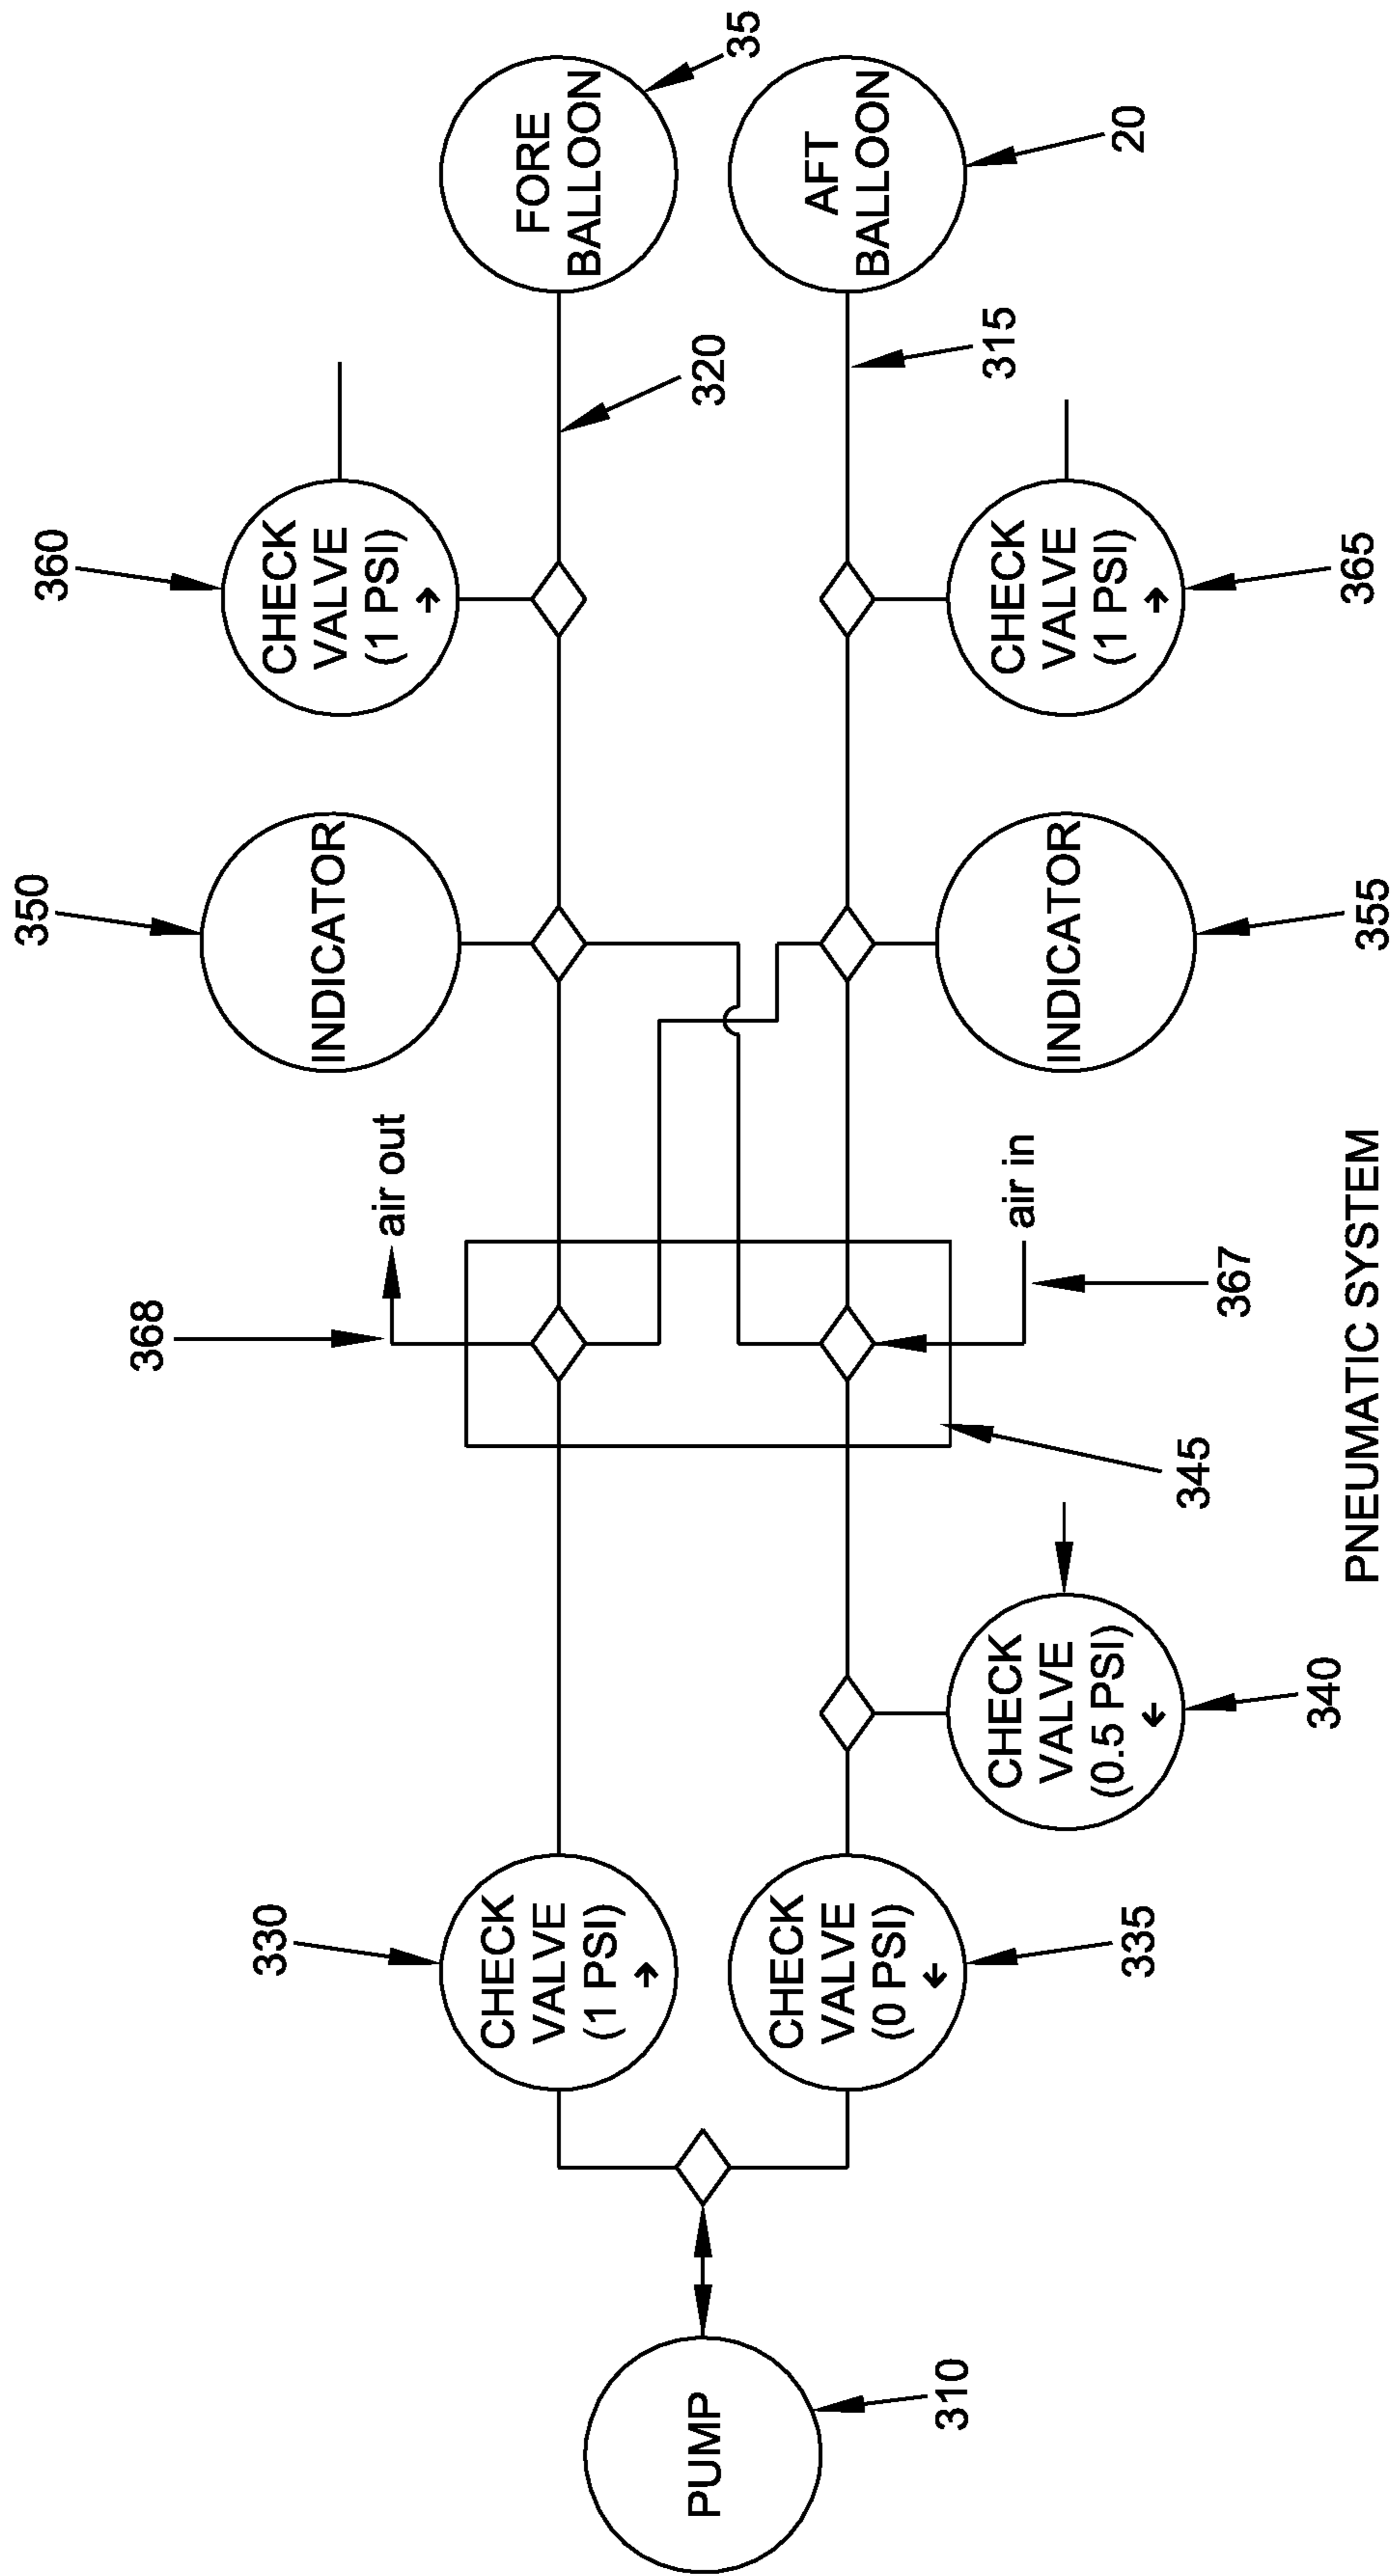 350
360
368
330
INDICATOR
CHECK
VALVE
(1 PSI)
→
air out
CHECK
VALVE
(1 PSI)
→
FORE
BALLOON
35
320
PUMP
310
CHECK
VALVE
(0 PSI)
←
335
AFT
BALLOON
20
315
air in
367
345
CHECK
VALVE
(0.5 PSI)
←
340
INDICATOR
355
CHECK
VALVE
(1 PSI)
→
365
PNEUMATIC SYSTEM